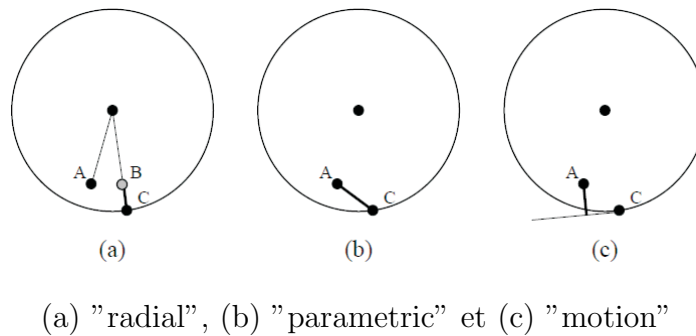 A B C
A C
A C
(a) (b) (c)
(a) ”radial”, (b) ”parametric” et (c) ”motion”